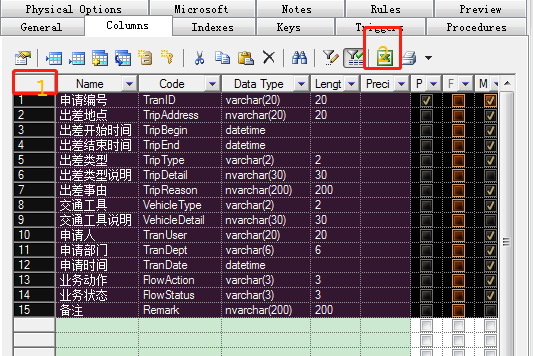 Physical Options Microsoft Notes Rules Preview
General Columns Indexes Keys Triggers Procedures
2
1 Name Code Data Type Lengt Preci P F M
1 申请编号 TranID varchar(20) 20
2 出差地点 TripAddress nvarchar(20) 20
3 出差开始时间 TripBegin datetime
4 出差结束时间 TripEnd datetime
5 出差类型 TripType varchar(2) 2
6 出差类型说明 TripDetail nvarchar(30) 30
7 出差事由 TripReason nvarchar(200) 200
8 交通工具 VehicleType varchar(2) 2
9 交通工具说明 VehicleDetail nvarchar(30) 30
10 申请人 TranUser varchar(20) 20
11 申请部门 TranDept varchar(6) 6
12 申请时间 TranDate datetime
13 业务动作 FlowAction varchar(3) 3
14 业务状态 FlowStatus varchar(3) 3
15 备注 Remark nvarchar(200) 200